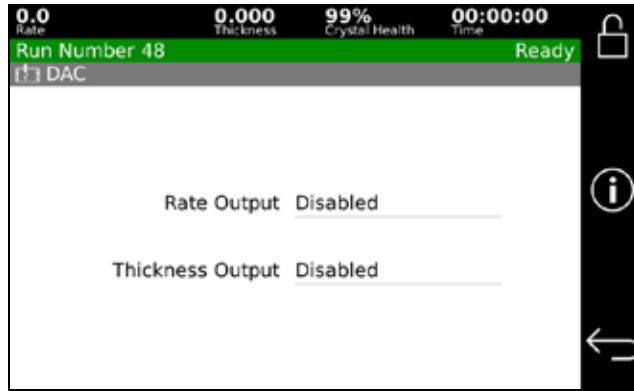 0.0 0.000 99% 00:00:00
Rate Thickness Crystal Health Time
Run Number 48 Ready
DAC
Rate Output Disabled
Thickness Output Disabled